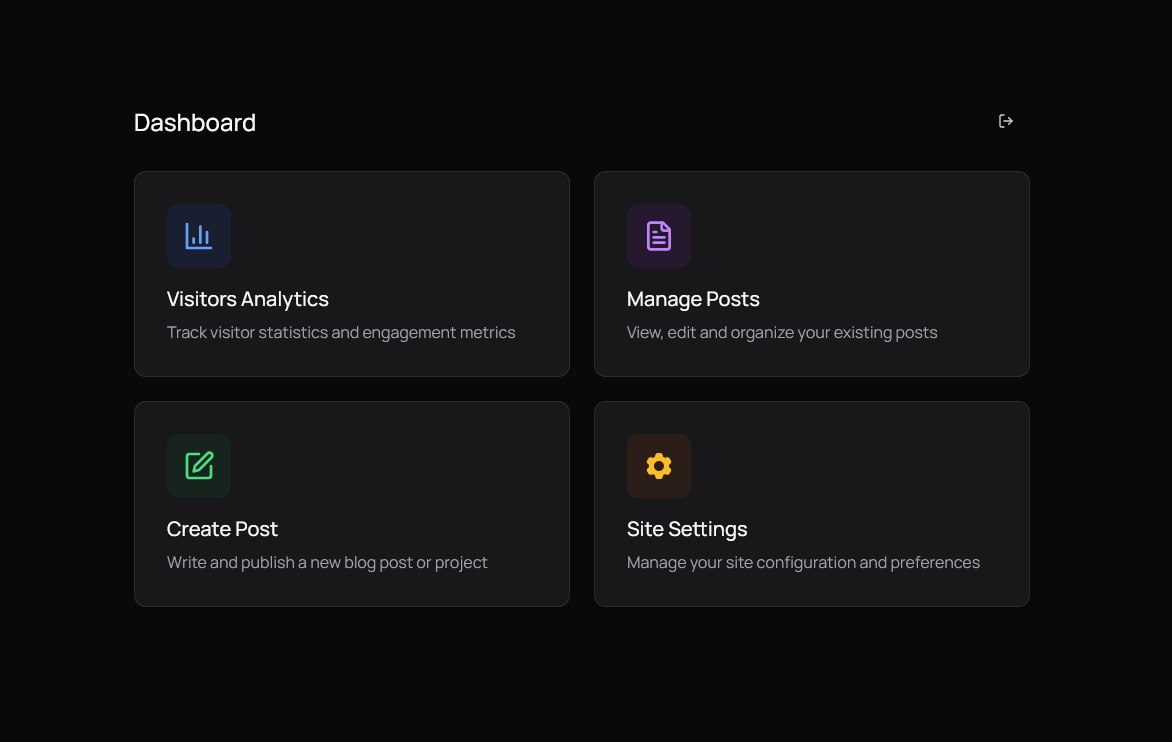 Dashboard
Visitors Analytics
Track visitor statistics and engagement metrics
Manage Posts
View, edit and organize your existing posts
Create Post
Write and publish a new blog post or project
Site Settings
Manage your site configuration and preferences